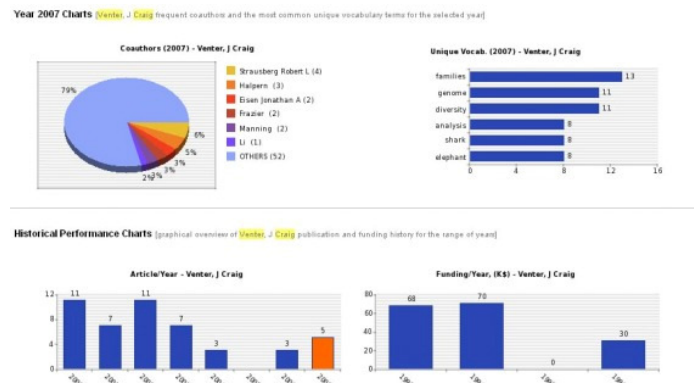 Year 2007 Charts [Venter, J Craig frequent coauthors and the most common unique vocabulary terms for the selected year]
Coauthors (2007) - Venter, J Craig
79%
6%
5%
3%
3%
3%
2%
Strausberg Robert L (4)
Halpern (3)
Eisen Jonathan A (2)
Frazier (2)
Manning (2)
Li (1)
OTHERS (52)
Unique Vocab. (2007) - Venter, J Craig
families 13
genome 11
diversity 11
analysis 8
shark 8
elephant 8
0 4 8 12 16
Historical Performance Charts [graphical overview of Venter, J Craig publication and funding history for the range of years]
Article/Year - Venter, J Craig
12
8
4
0
11 7 11 7 3 3 5
Funding/Year, (K$) - Venter, J Craig
80
60
40
20
0
68 70 0 30